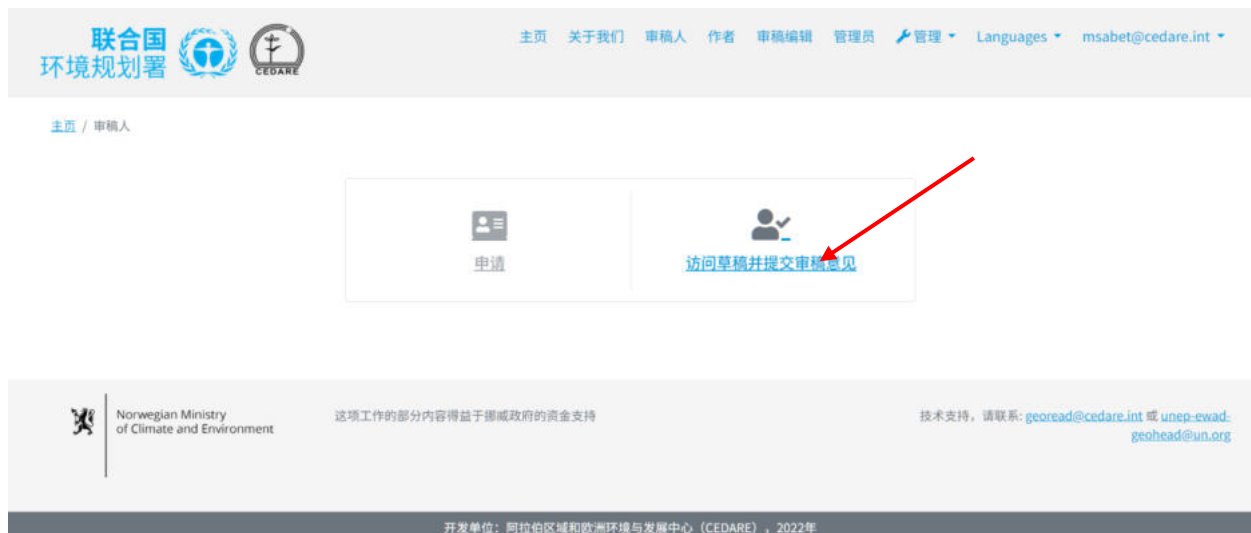 联合国
环境规划署
CEDARE
主页 关于我们 审稿人 作者 审稿编辑 管理员 管理 Languages msabet@cedare.int
主页 / 审稿人
申请
访问草稿并提交审稿意见
Norwegian Ministry
of Climate and Environment
这项工作的部分内容得益于挪威政府的资金支持
技术支持，请联系: georead@cedare.int 或 unep-ewad-
geohead@un.org
开发单位：阿拉伯区域和欧洲环境与发展中心（CEDARE），2022年